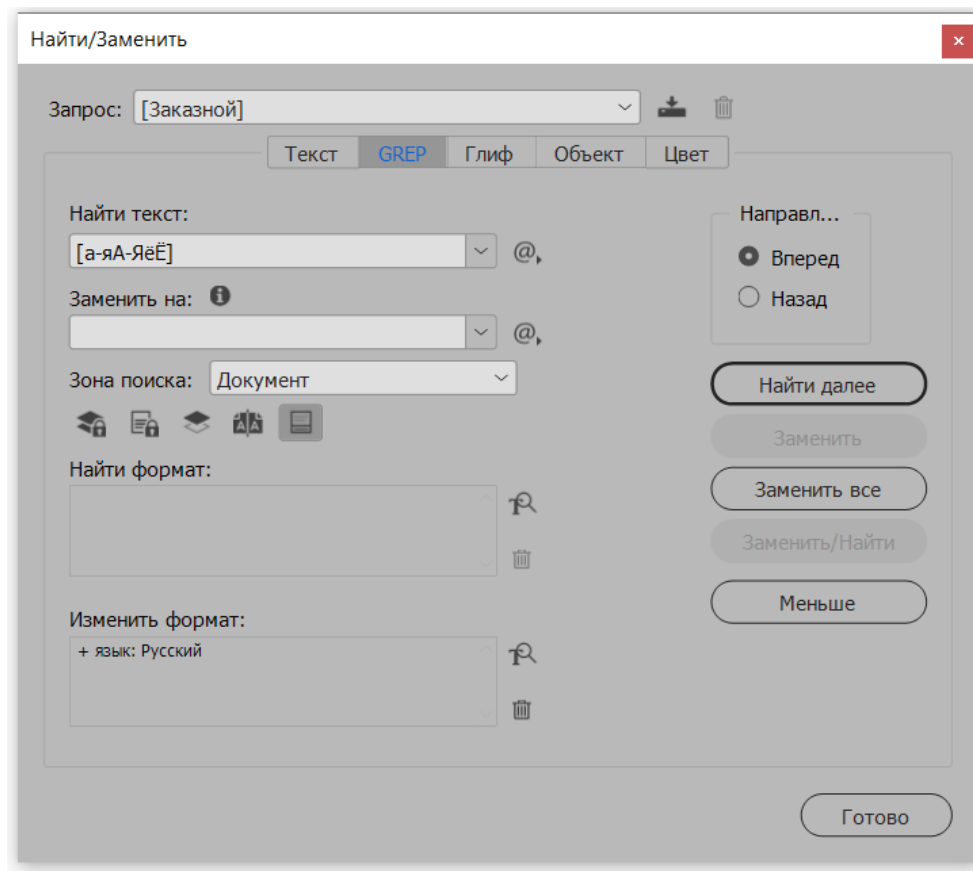 Найти/Заменить
Запрос: [Заказной]
Текст GREP Глиф Объект Цвет
Найти текст:
[а-яА-ЯёЁ]
Заменить на:
Зона поиска: Документ
Найти формат:
Изменить формат:
+ язык: Русский
Направл...
Вперед
Назад
Найти далее
Заменить
Заменить все
Заменить/Найти
Меньше
Готово